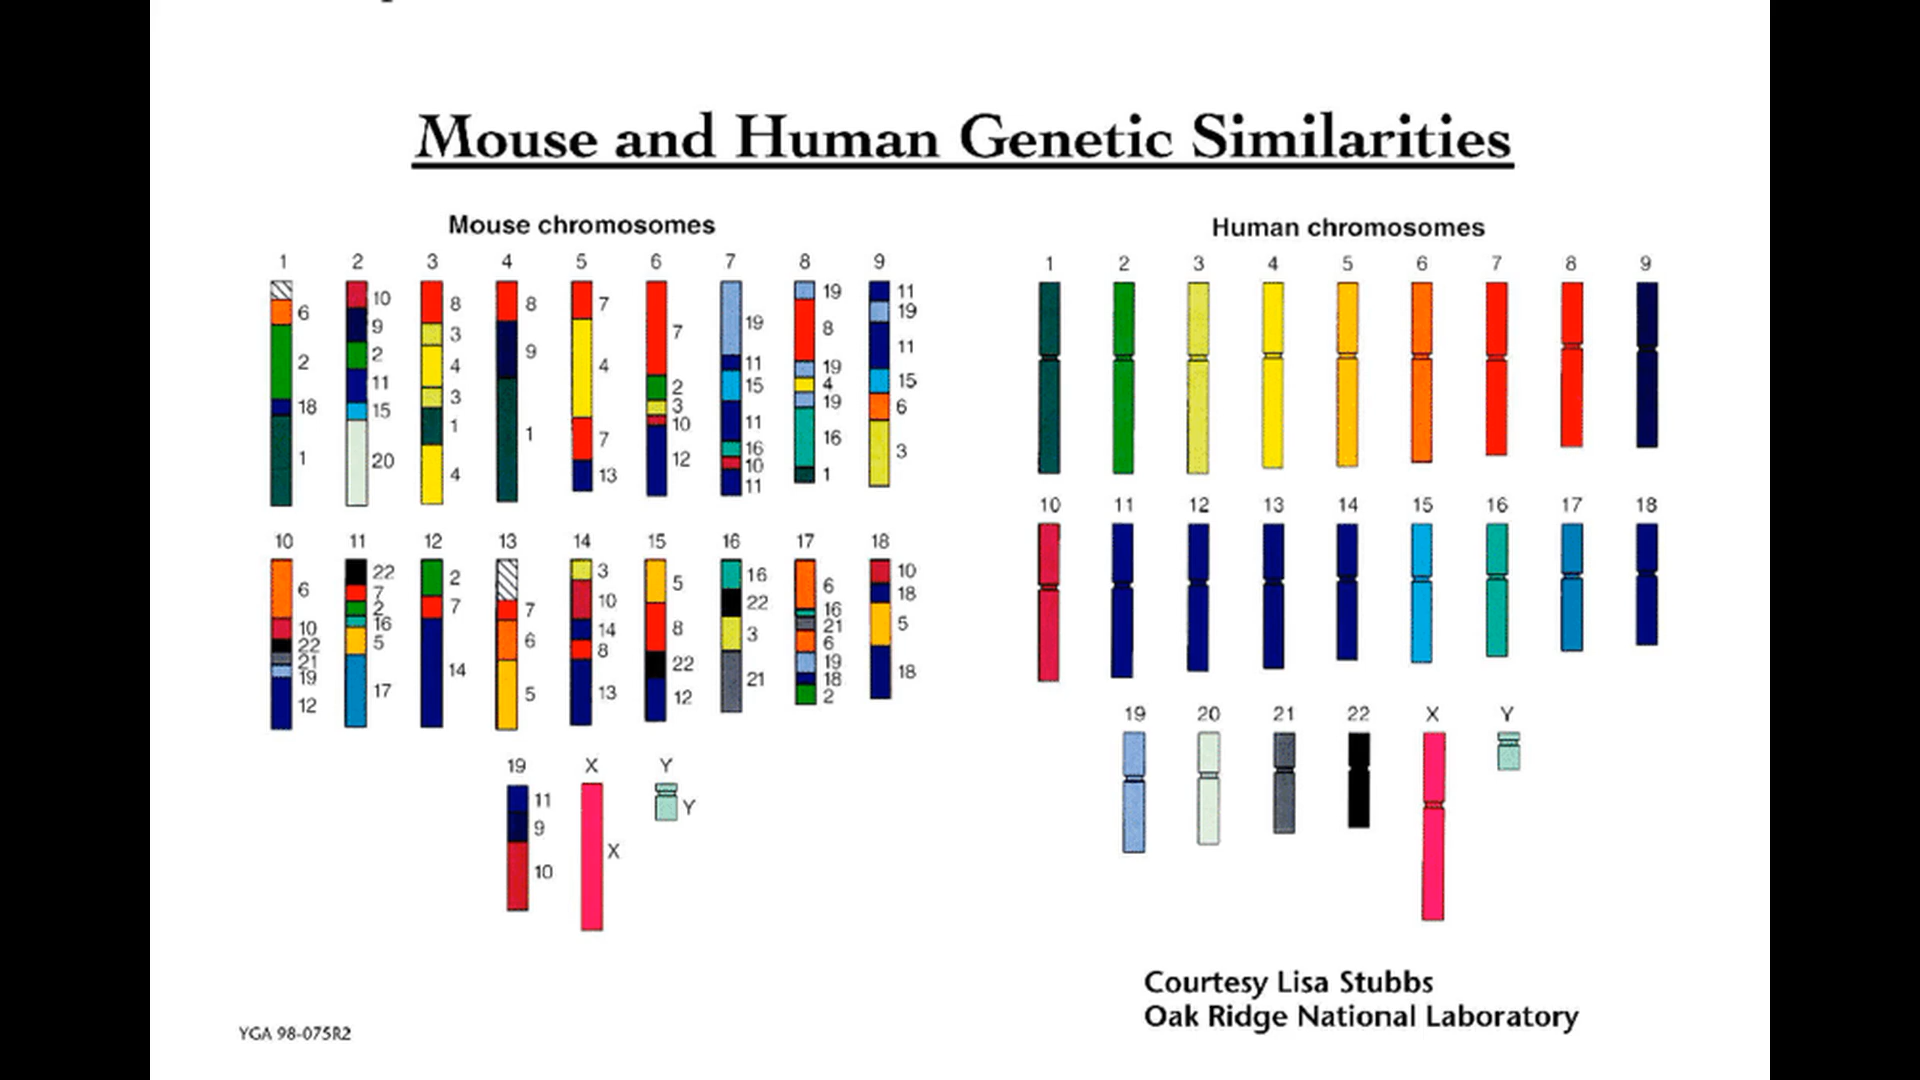 Mouse and Human Genetic Similarities
Mouse chromosomes
1 2 3 4 5 6 7 8 9
6 2 18 1
10 9 2 11 15 20
8 3 4 3 1 4
8 9 1
7 4 7 13
7 2 3 10 12
19 11 15 11 16 10 11
19 8 19 4 19 16 1
11 19 11 15 6 3
10 11 12 13 14 15 16 17 18
6 10 22 21 19 12
22 7 2 16 5 17
2 7 14
7 6 5
3 10 14 8 13
5 8 22 12
16 22 3 21
6 16 21 6 19 18 2
10 18 5 18
19 X Y
11 9 10
X
Y
Human chromosomes
1 2 3 4 5 6 7 8 9
10 11 12 13 14 15 16 17 18
19 20 21 22 X Y
Courtesy Lisa Stubbs
Oak Ridge National Laboratory
YGA 98-075R2